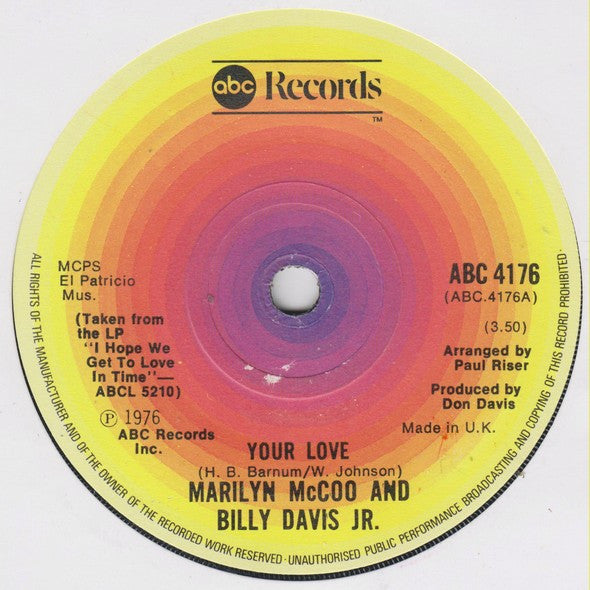 abc Records
TM
MCPS
El Patricio
Mus.
(Taken from
the LP
"I Hope We
Get To Love
In Time"—
ABCL 5210)
℗ 1976
ABC Records
Inc.
ABC 4176
(ABC.4176A)
(3.50)
Arranged by
Paul Riser
Produced by
Don Davis
Made in U.K.
YOUR LOVE
(H. B. Barnum/W. Johnson)
MARILYN McCOO AND
BILLY DAVIS JR.
ALL RIGHTS OF THE MANUFACTURER AND OF THE OWNER OF THE RECORDED WORK RESERVED · UNAUTHORISED PUBLIC PERFORMANCE BROADCASTING AND COPYING OF THIS RECORD PROHIBITED ·